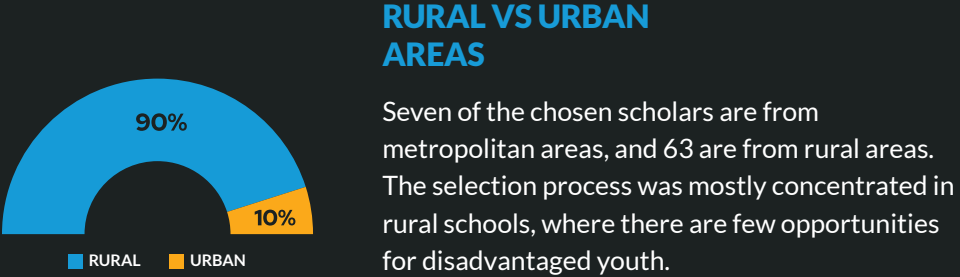 RURAL VS URBAN
AREAS
90%
10%
RURAL
URBAN
Seven of the chosen scholars are from
metropolitan areas, and 63 are from rural areas.
The selection process was mostly concentrated in
rural schools, where there are few opportunities
for disadvantaged youth.